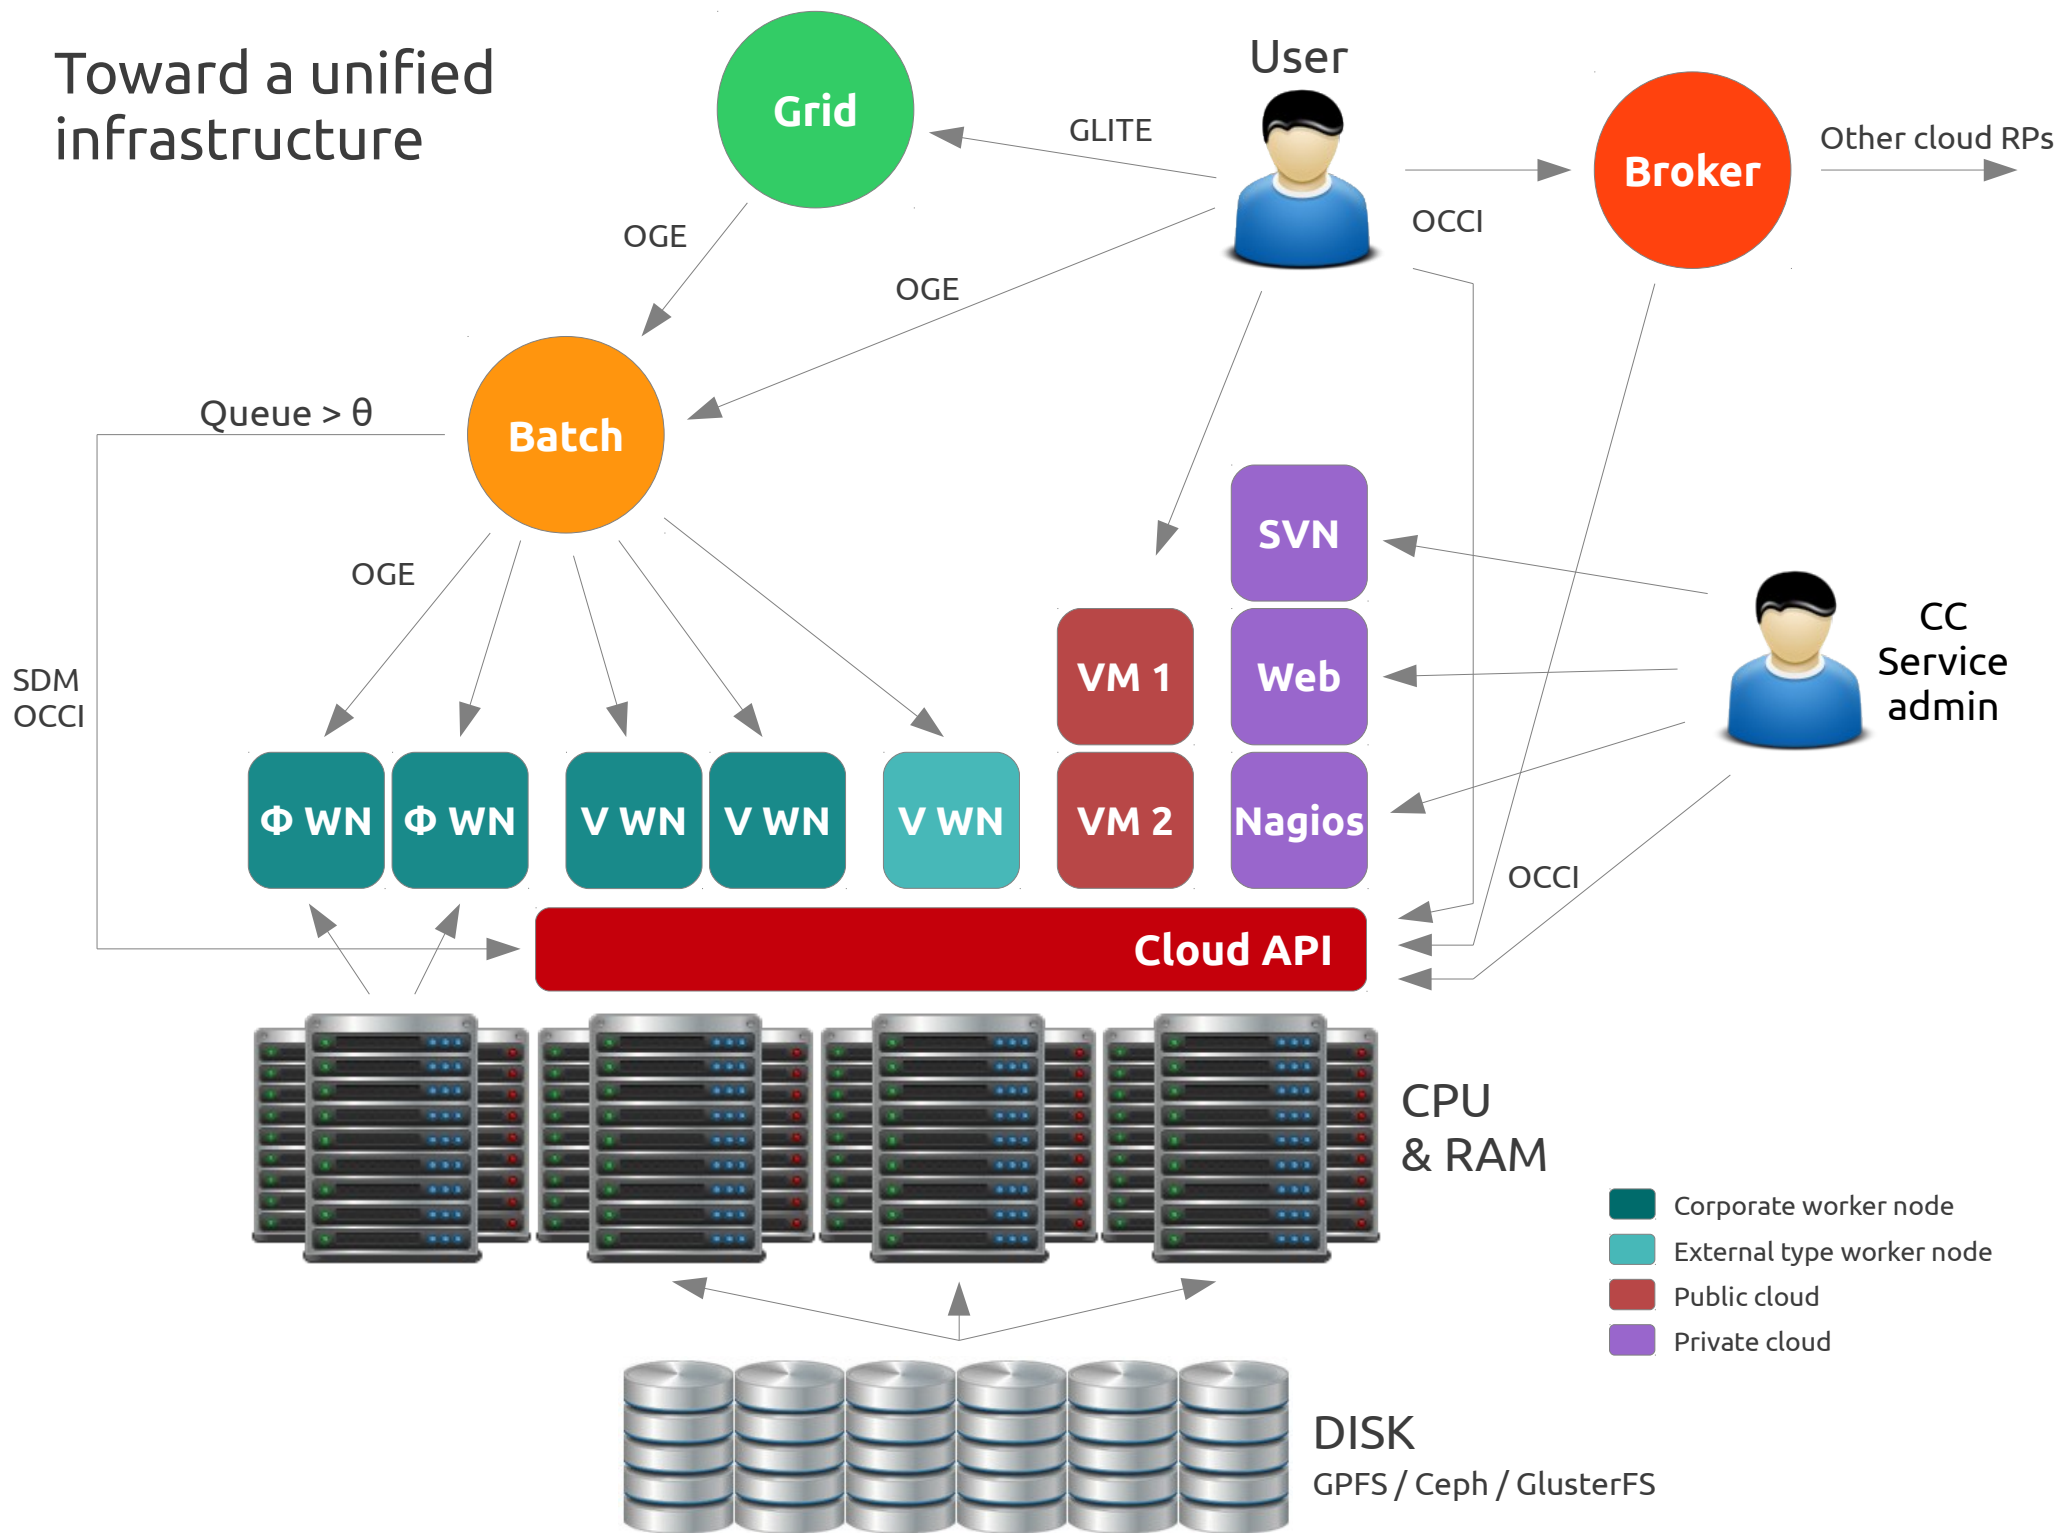 Toward a unified
infrastructure
Grid
User
GLITE
Broker
Other cloud RPs
OCCI
OGE
OGE
Queue > θ
Batch
SVN
OGE
CC
Service
admin
VM 1
Web
SDM
OCCI
Φ WN
Φ WN
V WN
V WN
V WN
VM 2
Nagios
OCCI
Cloud API
CPU
& RAM
Corporate worker node
External type worker node
Public cloud
Private cloud
DISK
GPFS / Ceph / GlusterFS